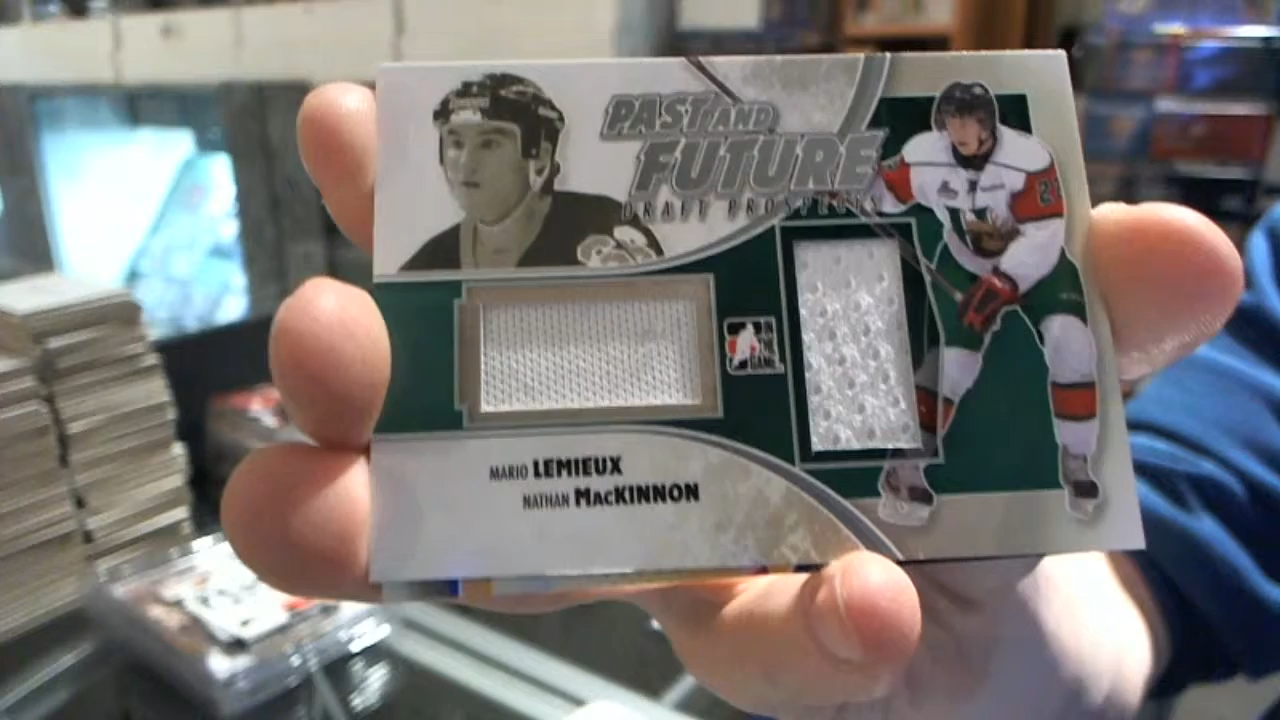 PAST AND
FUTURE
DRAFT PROSPECTS
MARIO LEMIEUX
NATHAN MacKINNON